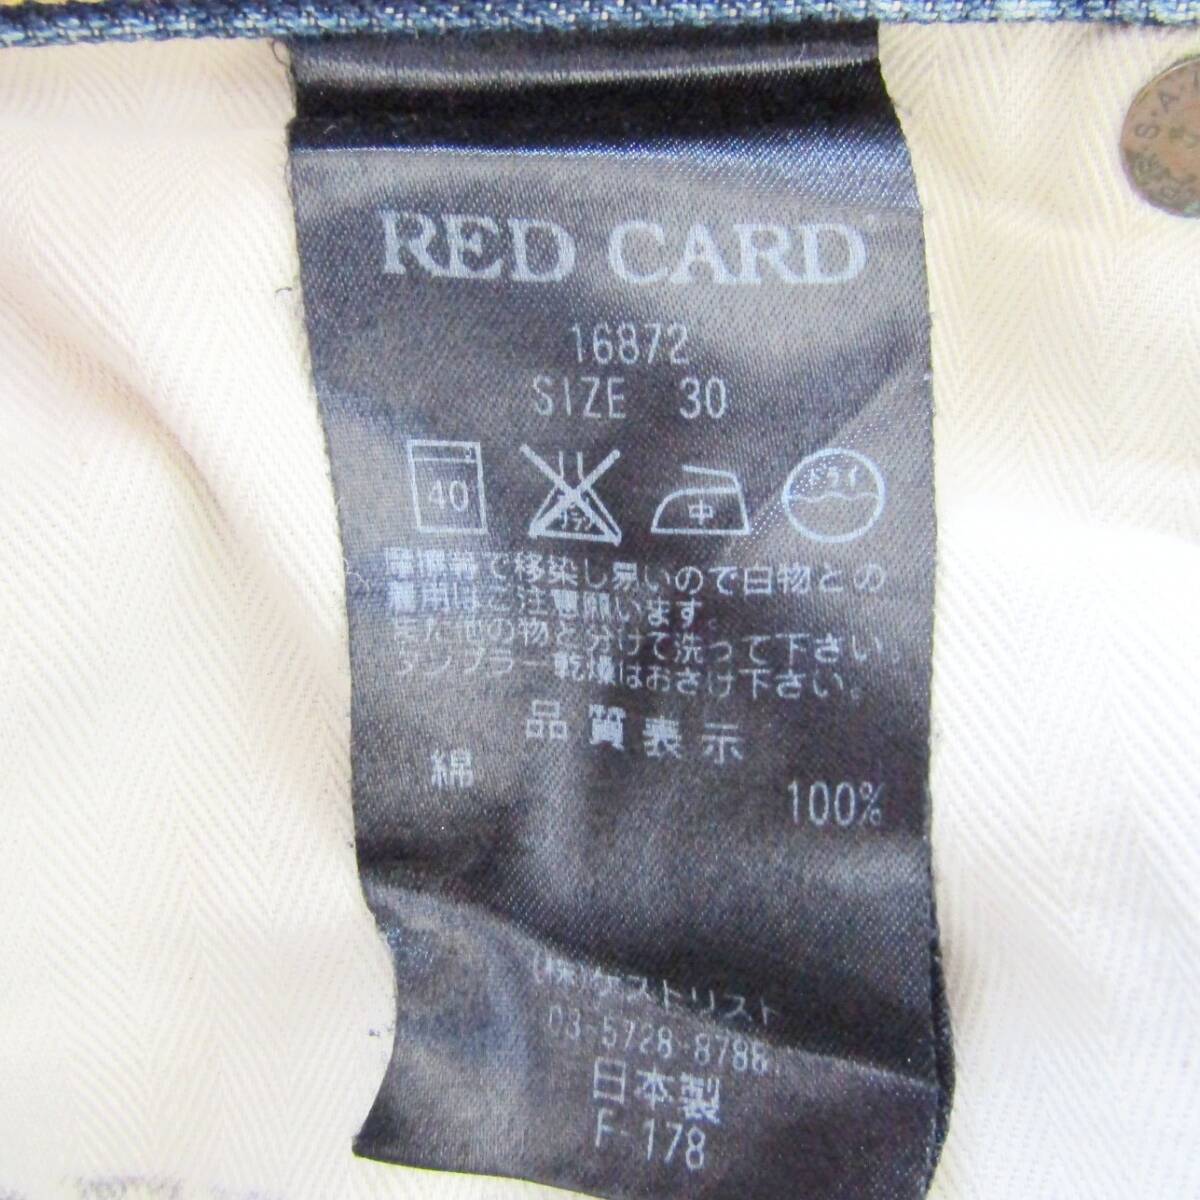 RED CARD
16872
SIZE 30
40
中
ドライ
摩擦等で移染し易いので白物との
着用はご注意願います。
また他の物と分けて洗って下さい。
タンブラー乾燥はおさけ下さい。
品質表示
綿 100%
(株)ゲストリスト
03-5728-8788
日本製
F-178
S.A.